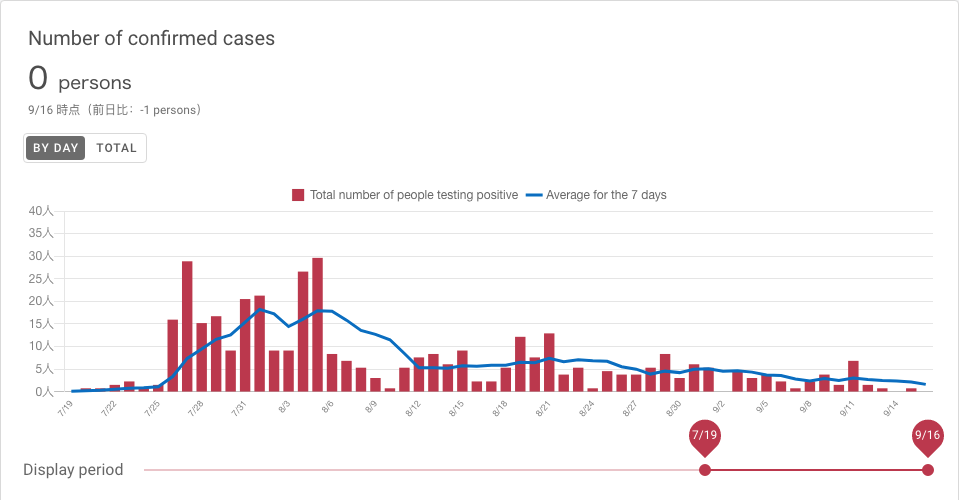 Number of confirmed cases
0 persons
9/16 時点（前日比：-1 persons）
BY DAY TOTAL
Total number of people testing positive Average for the 7 days
40人
35人
30人
25人
20人
15人
10人
5人
0人
7/19 7/22 7/25 7/28 7/31 8/3 8/6 8/9 8/12 8/15 8/18 8/21 8/24 8/27 8/30 9/2 9/5 9/8 9/11 9/14
7/19 9/16
Display period